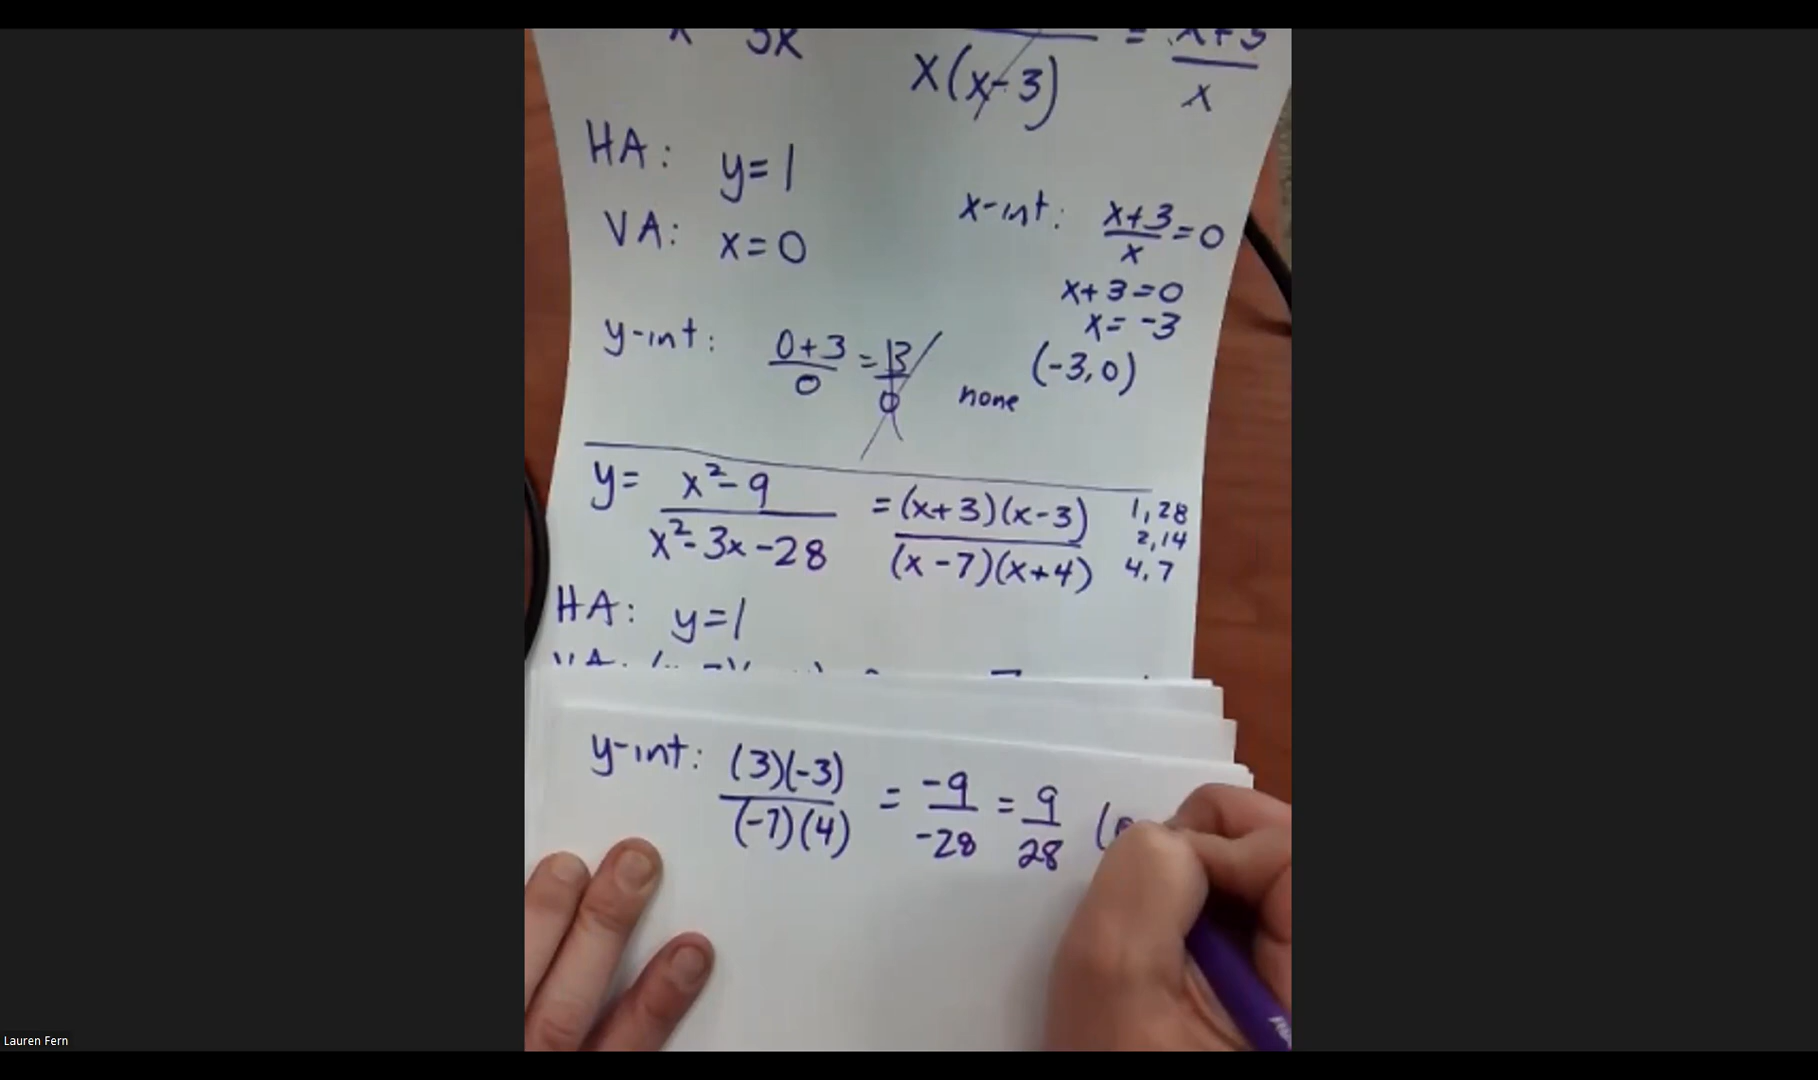 x 3x
x(x-3) = x+3/x
HA: y=1
VA: x=0
x-int: x+3/x = 0
x+3=0
x=-3
(-3,0)
y-int: 0+3/0 = 3/0 none
y= x²-9/x²-3x-28 = (x+3)(x-3)/(x-7)(x+4)
1,28
2,14
4,7
HA: y=1
y-int: (3)(-3)/(-7)(4) = -9/-28 = 9/28 (
Lauren Fern